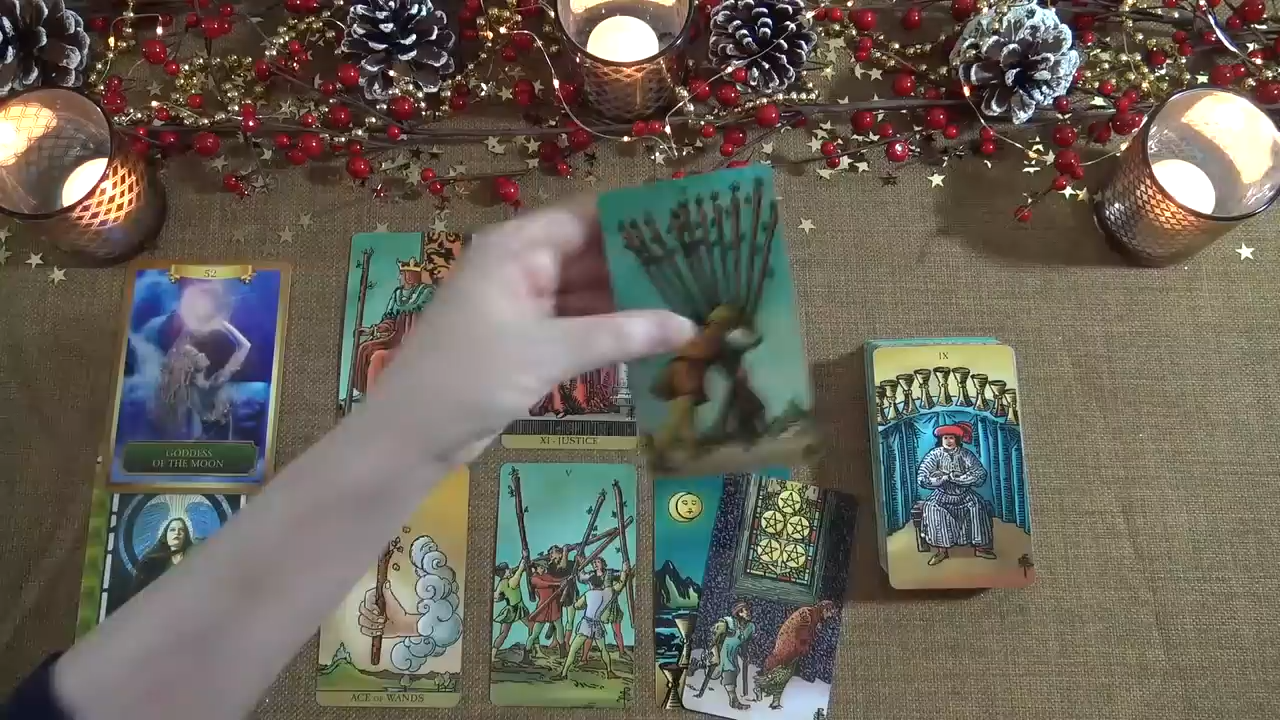 52
GODDESS
OF THE MOON
XI - JUSTICE
IX
ACE OF WANDS
V